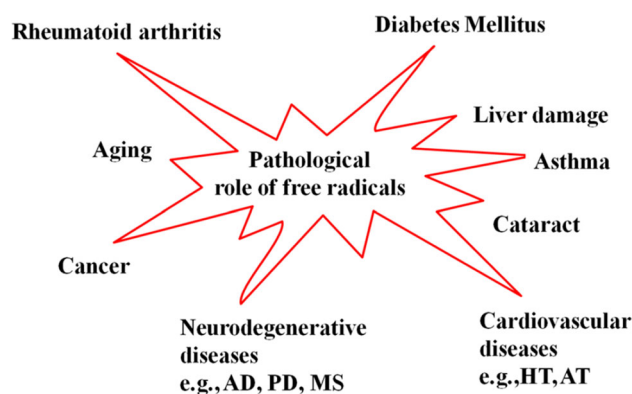 Rheumatoid arthritis
Diabetes Mellitus
Liver damage
Aging
Pathological
role of free radicals
Asthma
Cataract
Cancer
Neurodegenerative
diseases
e.g., AD, PD, MS
Cardiovascular
diseases
e.g.,HT, AT